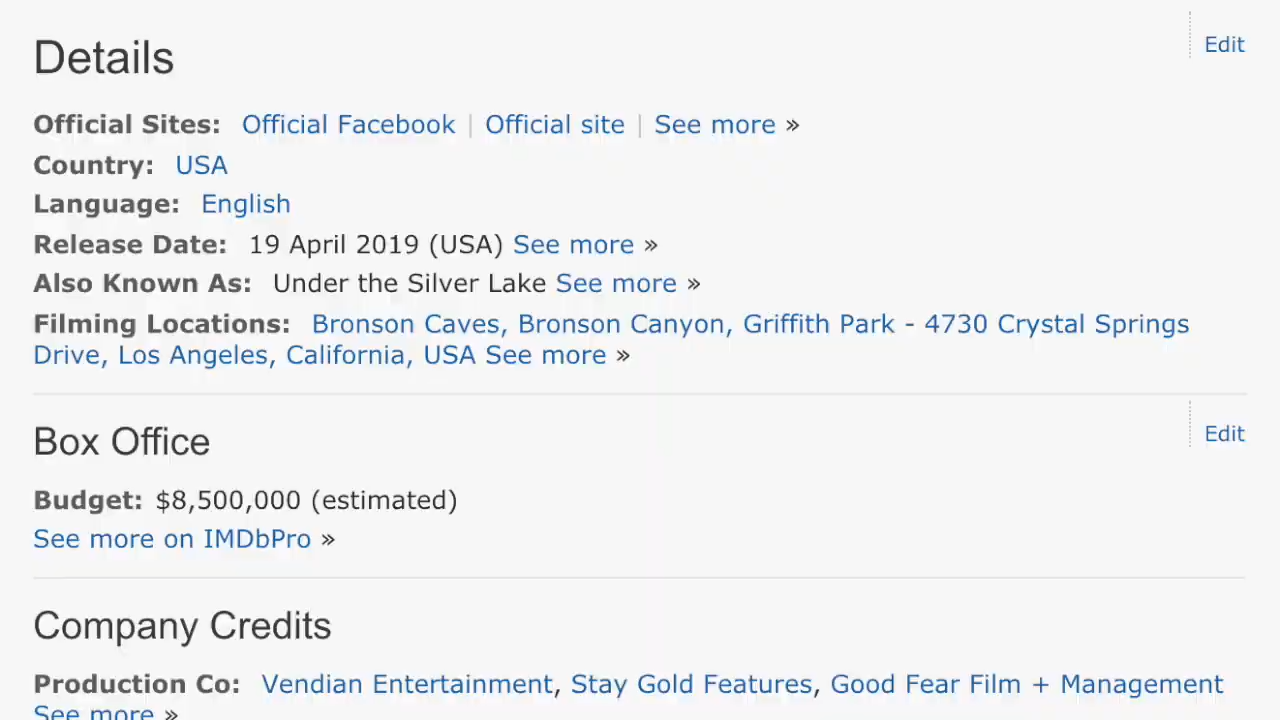 Details
Edit
Official Sites: Official Facebook | Official site | See more »
Country: USA
Language: English
Release Date: 19 April 2019 (USA) See more »
Also Known As: Under the Silver Lake See more »
Filming Locations: Bronson Caves, Bronson Canyon, Griffith Park - 4730 Crystal Springs
Drive, Los Angeles, California, USA See more »
Box Office
Edit
Budget: $8,500,000 (estimated)
See more on IMDbPro »
Company Credits
Production Co: Vendian Entertainment, Stay Gold Features, Good Fear Film + Management
See more »